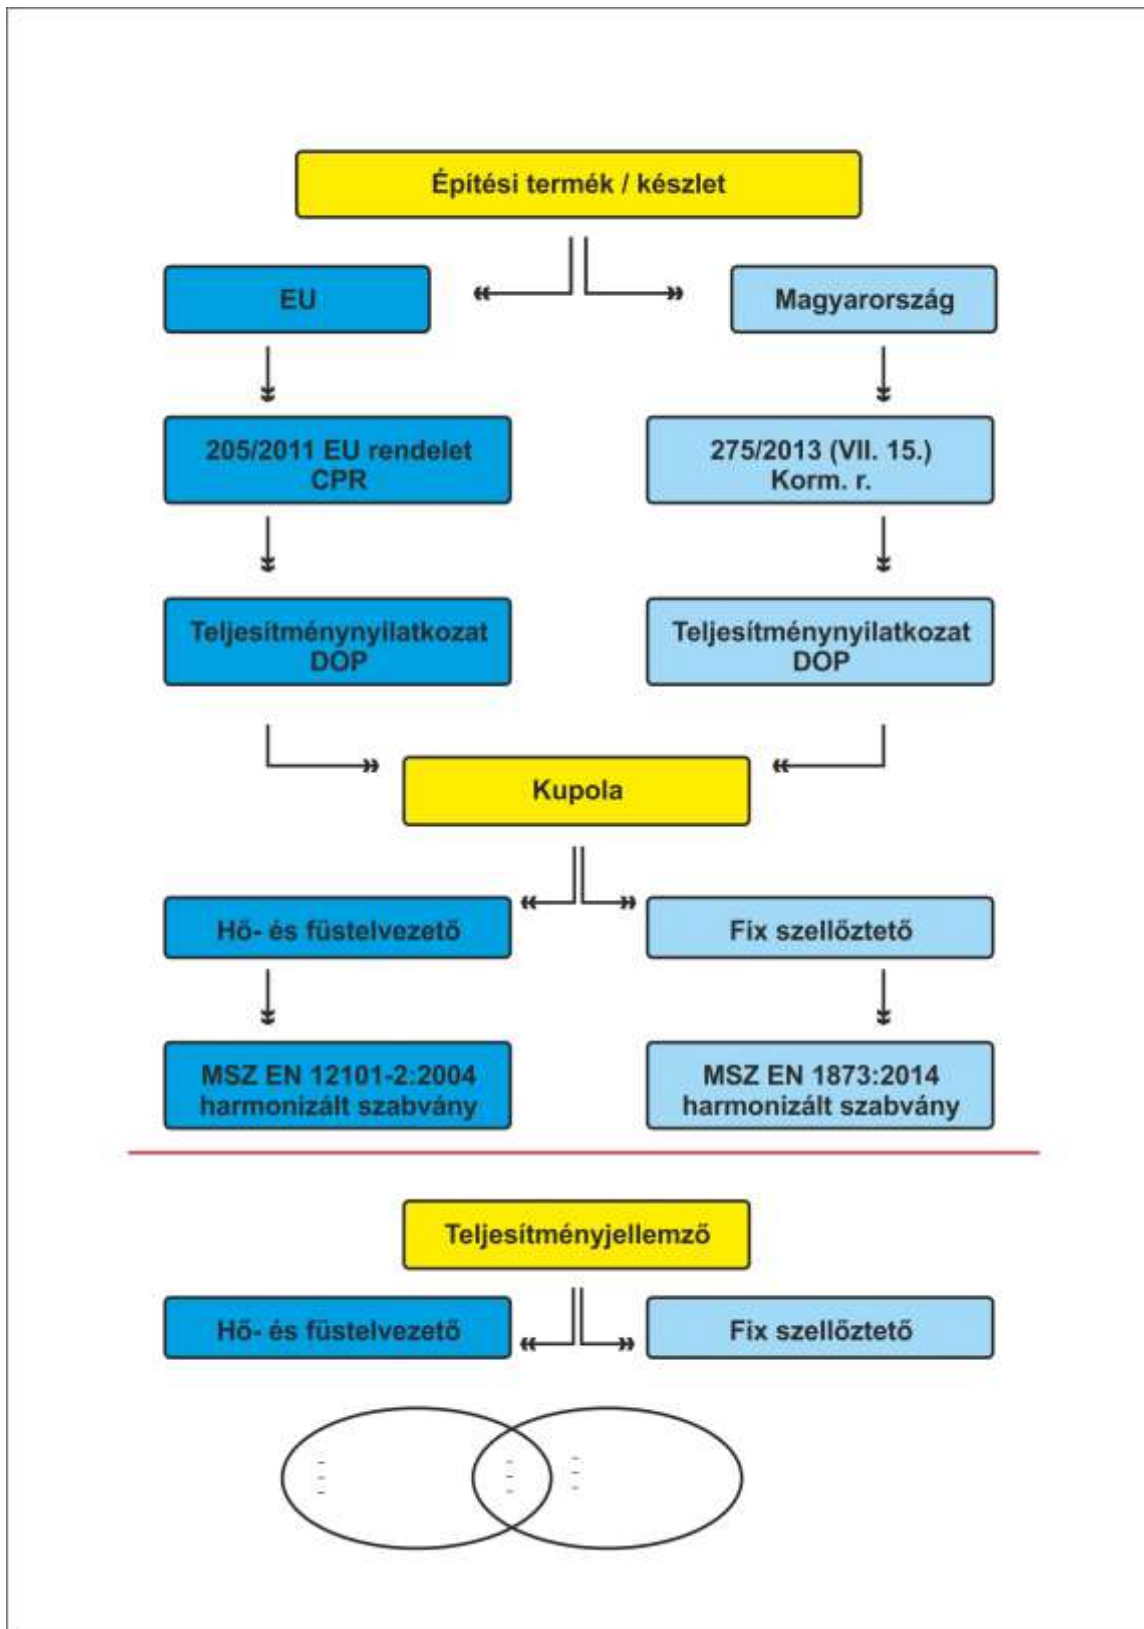 Építési termék / készlet
EU
Magyarország
205/2011 EU rendelet
CPR
275/2013 (VII. 15.)
Korm. r.
Teljesítménynyilatkozat
DOP
Teljesítménynyilatkozat
DOP
Kupola
Hő- és füstelvezető
Fix szellőztető
MSZ EN 12101-2:2004
harmonizált szabvány
MSZ EN 1873:2014
harmonizált szabvány
Teljesítményjellemző
Hő- és füstelvezető
Fix szellőztető